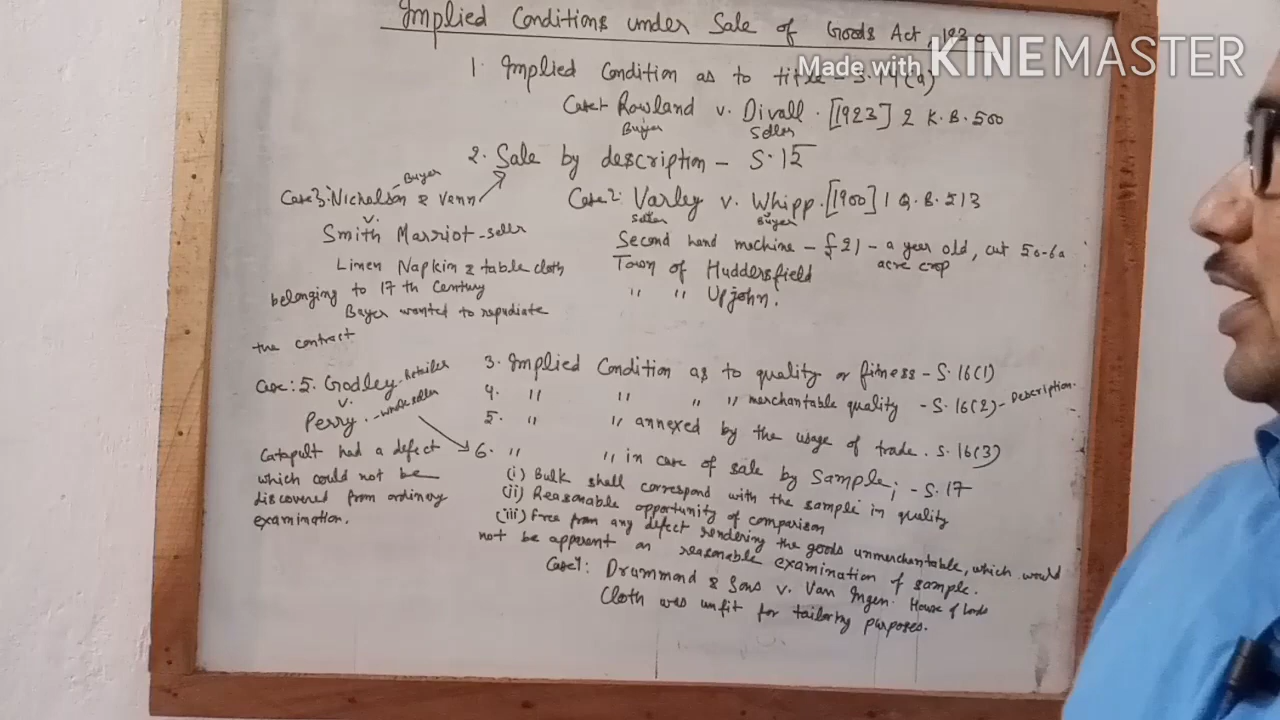 Implied Conditions under Sale of Goods Act, 1930
Made with KINEMASTER
1. Implied Condition as to title - S. 14(a)
Case 1 Rowland v. Divall. [1923] 2 K.B. 500
Buyer Seller
2. Sale by description - S. 15
Case 2: Varley v. Whipp. [1900] 1 Q.B. 513
Seller Buyer
Second hand machine - £21 - a year old, cut 50-60
acre crop
Town of Huddersfield
" " Upjohn.
Buyer
Case 3: Nicholson & Venn
v.
Smith Marriot - seller
Linen Napkin & table cloth
belonging to 17th Century
Buyer wanted to repudiate
the contract
3. Implied Condition as to quality or fitness - S. 16(1)
4. " " " " merchantable quality - S. 16(2) - Description.
5. " " annexed by the usage of trade. S. 16(3)
6. " " in case of sale by Sample; - S. 17
(i) Bulk shall correspond with the sample in quality
(ii) Reasonable opportunity of comparison
(iii) Free from any defect rendering the goods unmerchantable, which would
not be apparent on reasonable examination of sample.
Case 4: Drummond & Sons v. Van Ingen. House of Lords
Cloth was unfit for tailoring purposes.
Case: 5. Godley - Retailer
v.
Perry. - wholeseller
Catapult had a defect
which could not be
discovered from ordinary
examination.